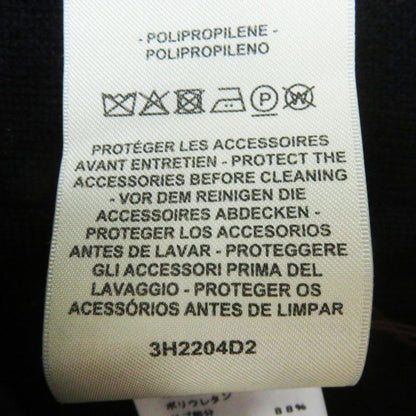 - POLIPROPILENE -
POLIPROPILENO
PROTÉGER LES ACCESSOIRES
AVANT ENTRETIEN - PROTECT THE
ACCESSORIES BEFORE CLEANING
- VOR DEM REINIGEN DIE
ACCESSOIRES ABDECKEN -
PROTEGER LOS ACCESORIOS
ANTES DE LAVAR - PROTEGGERE
GLI ACCESSORI PRIMA DEL
LAVAGGIO - PROTEGER OS
ACESSÓRIOS ANTES DE LIMPAR
3H2204D2
ポリウレタン
88%